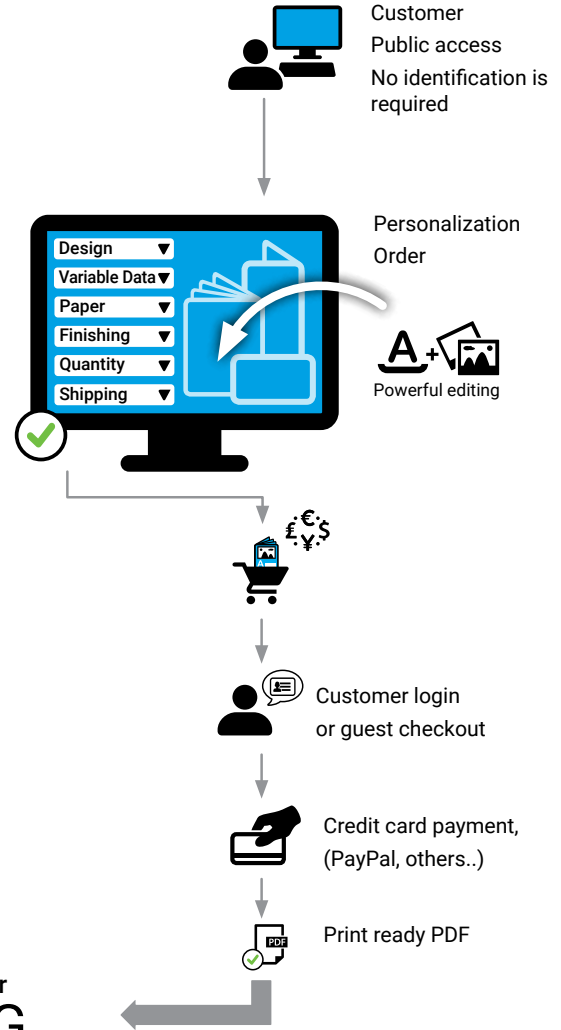 Customer
Public access
No identification is
required
Personalization
Order
Design
Variable Data
Paper
Finishing
Quantity
Shipping
A
Powerful editing
£ € $ ¥
A
Customer login
or guest checkout
Credit card payment,
(PayPal, others..)
PDF
Print ready PDF
r
G